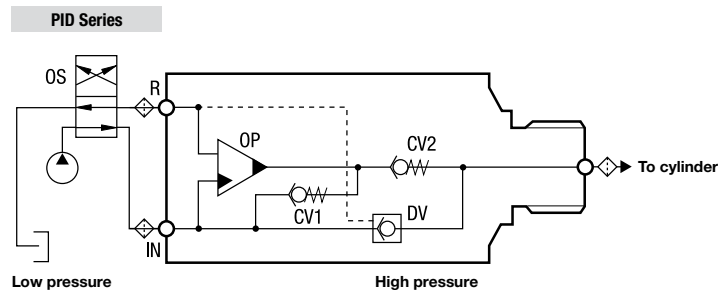 PID Series
OS
R
OP
CV2
To cylinder
CV1
DV
IN
Low pressure
High pressure